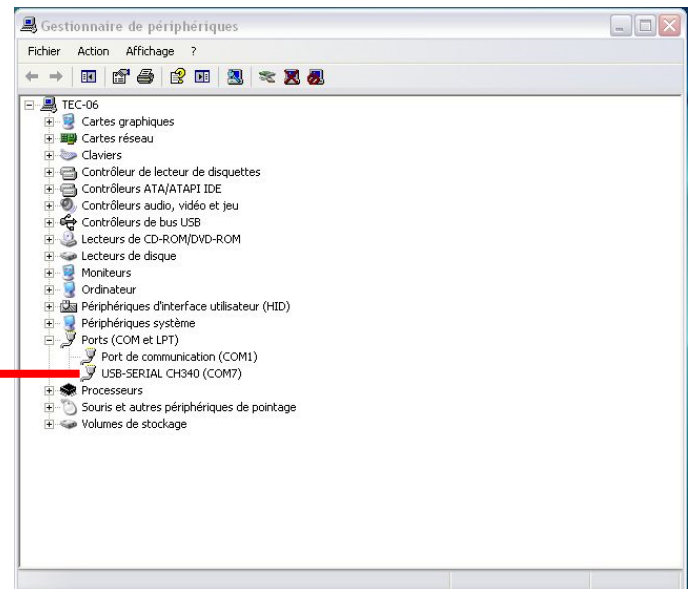 Gestionnaire de périphériques
Fichier Action Affichage ?
TEC-06
Cartes graphiques
Cartes réseau
Claviers
Contrôleur de lecteur de disquettes
Contrôleurs ATA/ATAPI IDE
Contrôleurs audio, vidéo et jeu
Contrôleurs de bus USB
Lecteurs de CD-ROM/DVD-ROM
Lecteurs de disque
Moniteurs
Ordinateur
Périphériques d'interface utilisateur (HID)
Périphériques système
Ports (COM et LPT)
Port de communication (COM1)
USB-SERIAL CH340 (COM7)
Processeurs
Souris et autres périphériques de pointage
Volumes de stockage